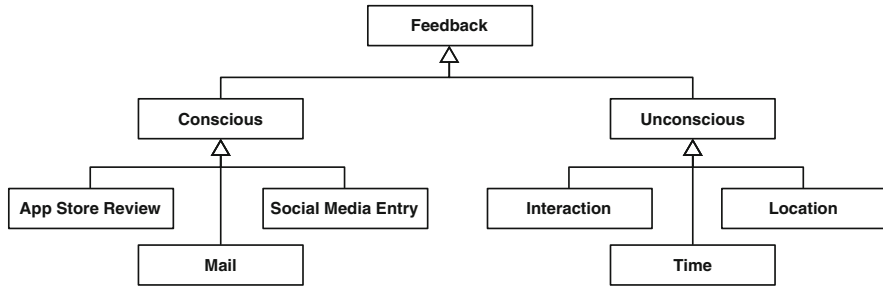 Feedback
Conscious
Unconscious
App Store Review
Social Media Entry
Interaction
Location
Mail
Time